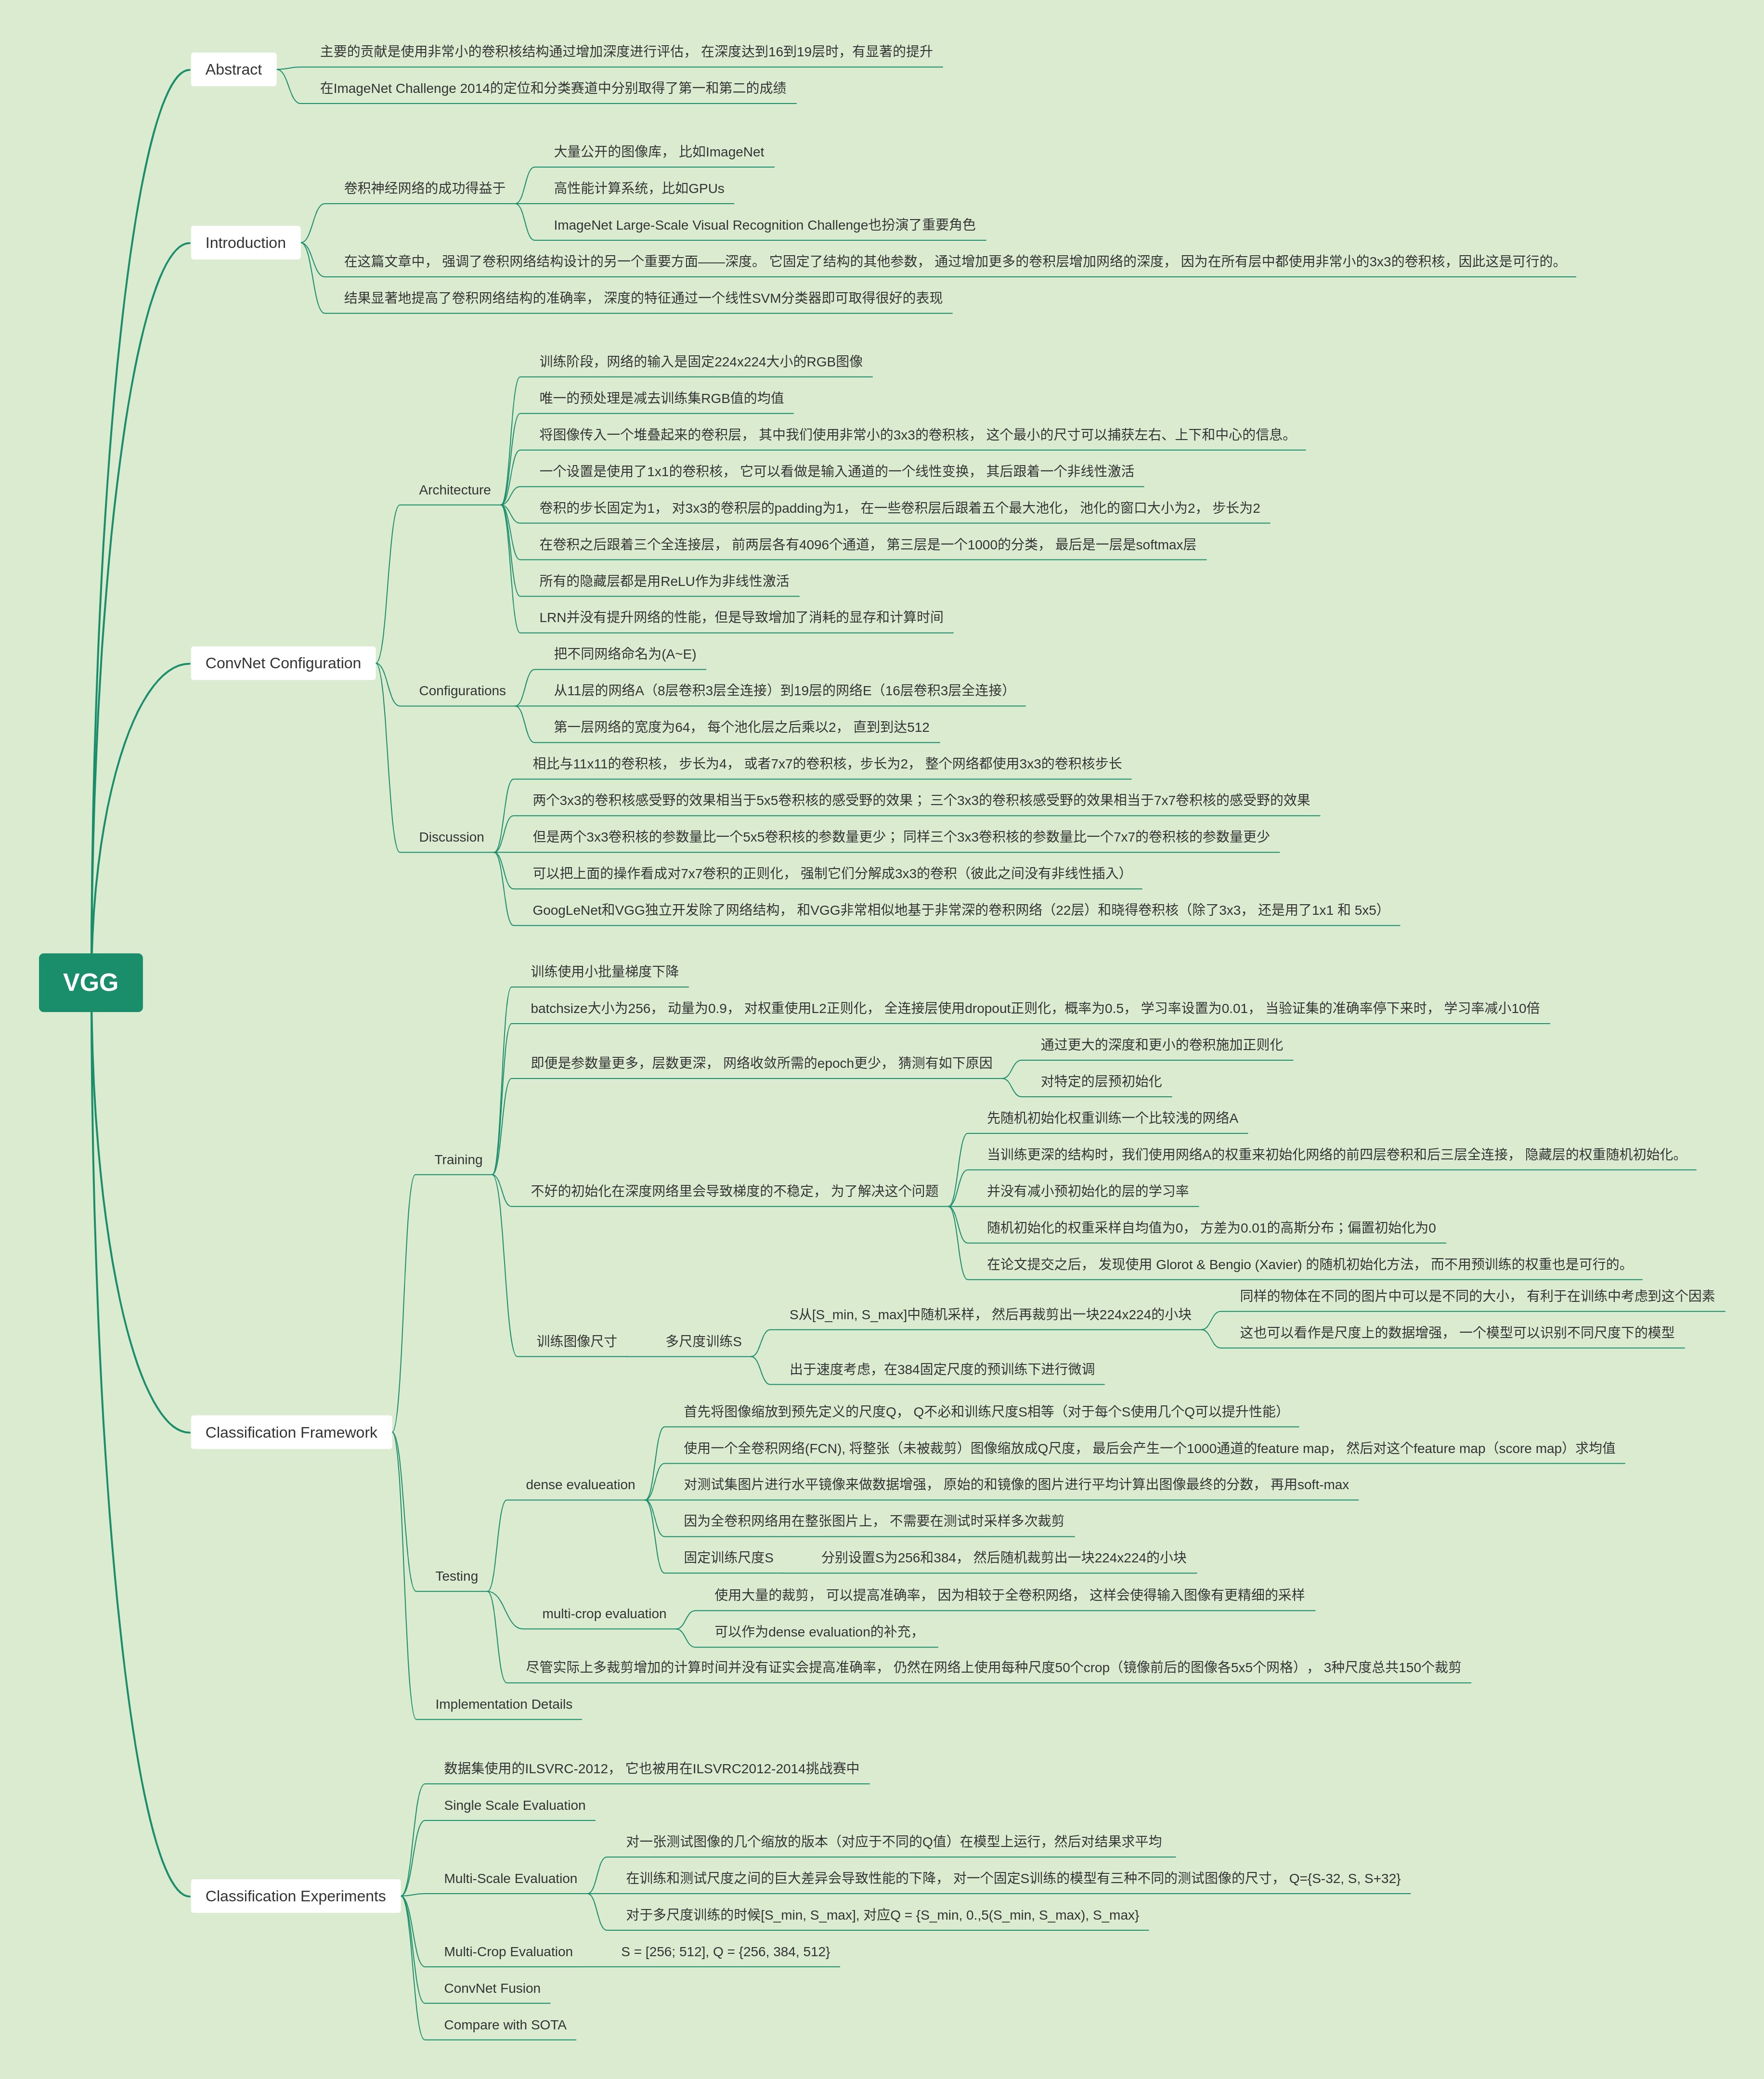 VGG
Abstract
主要的贡献是使用非常小的卷积核结构通过增加深度进行评估， 在深度达到16到19层时，有显著的提升
在ImageNet Challenge 2014的定位和分类赛道中分别取得了第一和第二的成绩
Introduction
卷积神经网络的成功得益于
大量公开的图像库， 比如ImageNet
高性能计算系统，比如GPUs
ImageNet Large-Scale Visual Recognition Challenge也扮演了重要角色
在这篇文章中， 强调了卷积网络结构设计的另一个重要方面——深度。 它固定了结构的其他参数， 通过增加更多的卷积层增加网络的深度， 因为在所有层中都使用非常小的3x3的卷积核，因此这是可行的。
结果显著地提高了卷积网络结构的准确率， 深度的特征通过一个线性SVM分类器即可取得很好的表现
ConvNet Configuration
Architecture
训练阶段，网络的输入是固定224x224大小的RGB图像
唯一的预处理是减去训练集RGB值的均值
将图像传入一个堆叠起来的卷积层， 其中我们使用非常小的3x3的卷积核， 这个最小的尺寸可以捕获左右、上下和中心的信息。
一个设置是使用了1x1的卷积核， 它可以看做是输入通道的一个线性变换， 其后跟着一个非线性激活
卷积的步长固定为1， 对3x3的卷积层的padding为1， 在一些卷积层后跟着五个最大池化， 池化的窗口大小为2， 步长为2
在卷积之后跟着三个全连接层， 前两层各有4096个通道， 第三层是一个1000的分类， 最后是一层是softmax层
所有的隐藏层都是用ReLU作为非线性激活
LRN并没有提升网络的性能，但是导致增加了消耗的显存和计算时间
Configurations
把不同网络命名为(A~E)
从11层的网络A（8层卷积3层全连接）到19层的网络E（16层卷积3层全连接）
第一层网络的宽度为64， 每个池化层之后乘以2， 直到到达512
Discussion
相比与11x11的卷积核， 步长为4， 或者7x7的卷积核，步长为2， 整个网络都使用3x3的卷积核步长
两个3x3的卷积核感受野的效果相当于5x5卷积核的感受野的效果； 三个3x3的卷积核感受野的效果相当于7x7卷积核的感受野的效果
但是两个3x3卷积核的参数量比一个5x5卷积核的参数量更少； 同样三个3x3卷积核的参数量比一个7x7的卷积核的参数量更少
可以把上面的操作看成对7x7卷积的正则化， 强制它们分解成3x3的卷积（彼此之间没有非线性插入）
GoogLeNet和VGG独立开发除了网络结构， 和VGG非常相似地基于非常深的卷积网络（22层）和晓得卷积核（除了3x3， 还是用了1x1 和 5x5）
Classification Framework
Training
训练使用小批量梯度下降
batchsize大小为256， 动量为0.9， 对权重使用L2正则化， 全连接层使用dropout正则化，概率为0.5， 学习率设置为0.01， 当验证集的准确率停下来时， 学习率减小10倍
即便是参数量更多，层数更深， 网络收敛所需的epoch更少， 猜测有如下原因
通过更大的深度和更小的卷积施加正则化
对特定的层预初始化
不好的初始化在深度网络里会导致梯度的不稳定， 为了解决这个问题
先随机初始化权重训练一个比较浅的网络A
当训练更深的结构时，我们使用网络A的权重来初始化网络的前四层卷积和后三层全连接， 隐藏层的权重随机初始化。
并没有减小预初始化的层的学习率
随机初始化的权重采样自均值为0， 方差为0.01的高斯分布；偏置初始化为0
在论文提交之后， 发现使用 Glorot & Bengio (Xavier) 的随机初始化方法， 而不用预训练的权重也是可行的。
训练图像尺寸
多尺度训练S
S从[S_min, S_max]中随机采样， 然后再裁剪出一块224x224的小块
同样的物体在不同的图片中可以是不同的大小， 有利于在训练中考虑到这个因素
这也可以看作是尺度上的数据增强， 一个模型可以识别不同尺度下的模型
出于速度考虑，在384固定尺度的预训练下进行微调
Testing
dense evalueation
首先将图像缩放到预先定义的尺度Q， Q不必和训练尺度S相等（对于每个S使用几个Q可以提升性能）
使用一个全卷积网络(FCN), 将整张（未被裁剪）图像缩放成Q尺度， 最后会产生一个1000通道的feature map， 然后对这个feature map（score map）求均值
对测试集图片进行水平镜像来做数据增强， 原始的和镜像的图片进行平均计算出图像最终的分数， 再用soft-max
因为全卷积网络用在整张图片上， 不需要在测试时采样多次裁剪
固定训练尺度S
分别设置S为256和384， 然后随机裁剪出一块224x224的小块
multi-crop evaluation
使用大量的裁剪， 可以提高准确率， 因为相较于全卷积网络， 这样会使得输入图像有更精细的采样
可以作为dense evaluation的补充，
尽管实际上多裁剪增加的计算时间并没有证实会提高准确率， 仍然在网络上使用每种尺度50个crop（镜像前后的图像各5x5个网格）， 3种尺度总共150个裁剪
Implementation Details
Classification Experiments
数据集使用的ILSVRC-2012， 它也被用在ILSVRC2012-2014挑战赛中
Single Scale Evaluation
Multi-Scale Evaluation
对一张测试图像的几个缩放的版本（对应于不同的Q值）在模型上运行，然后对结果求平均
在训练和测试尺度之间的巨大差异会导致性能的下降， 对一个固定S训练的模型有三种不同的测试图像的尺寸， Q={S-32, S, S+32}
对于多尺度训练的时候[S_min, S_max], 对应Q = {S_min, 0.,5(S_min, S_max), S_max}
Multi-Crop Evaluation
S = [256; 512], Q = {256, 384, 512}
ConvNet Fusion
Compare with SOTA